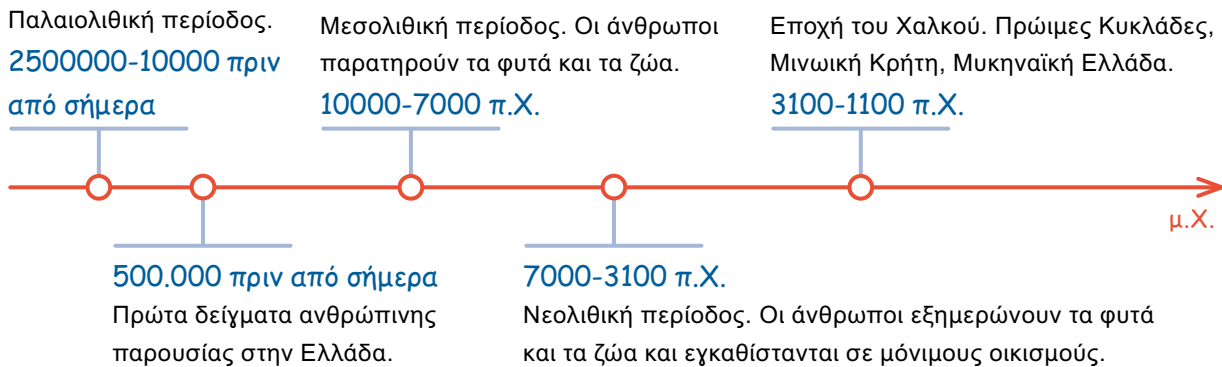 Παλαιολιθική περίοδος.
2500000-10000 πριν
από σήμερα
Μεσολιθική περίοδος. Οι άνθρωποι
παρατηρούν τα φυτά και τα ζώα.
10000-7000 π.Χ.
Εποχή του Χαλκού. Πρώιμες Κυκλάδες,
Μινωική Κρήτη, Μυκηναϊκή Ελλάδα.
3100-1100 π.Χ.
μ.Χ.
500.000 πριν από σήμερα
Πρώτα δείγματα ανθρώπινης
παρουσίας στην Ελλάδα.
7000-3100 π.Χ.
Νεολιθική περίοδος. Οι άνθρωποι εξημερώνουν τα φυτά
και τα ζώα και εγκαθίστανται σε μόνιμους οικισμούς.